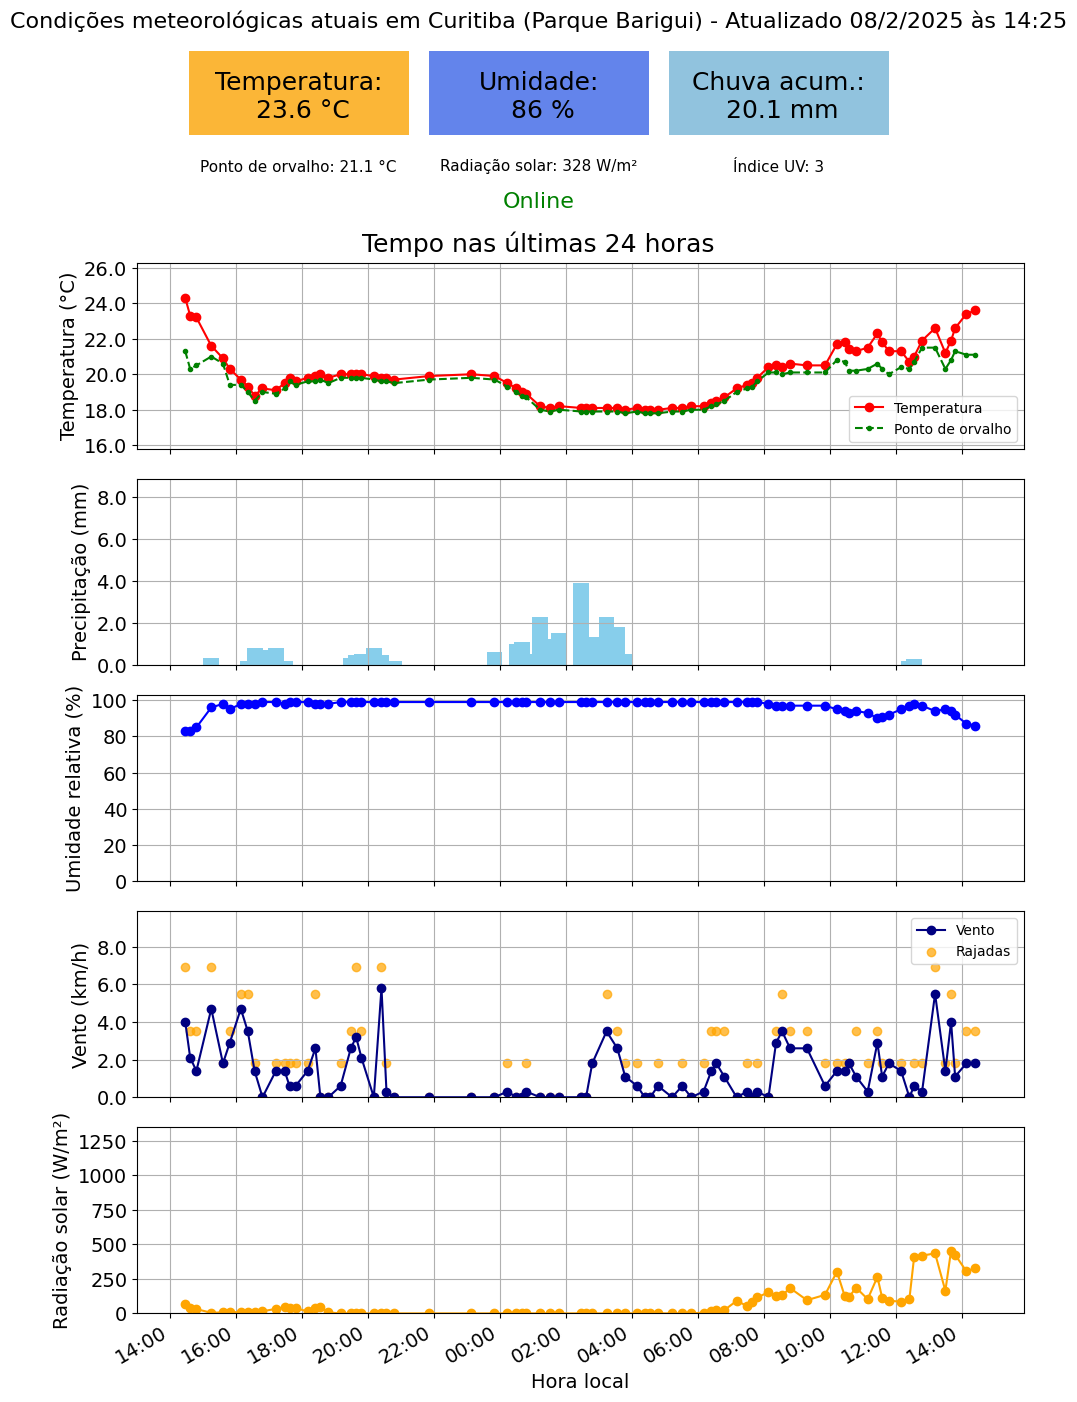 Condições meteorológicas atuais em Curitiba (Parque Barigui) - Atualizado 08/2/2025 às 14:25
Temperatura:
23.6 °C
Umidade:
86 %
Chuva acum.:
20.1 mm
Ponto de orvalho: 21.1 °C
Radiação solar: 328 W/m²
Índice UV: 3
Online
Tempo nas últimas 24 horas
Temperatura (°C)
26.0
24.0
22.0
20.0
18.0
16.0
Temperatura
Ponto de orvalho
Precipitação (mm)
8.0
6.0
4.0
2.0
0.0
Umidade relativa (%)
100
80
60
40
20
0
Vento (km/h)
8.0
6.0
4.0
2.0
0.0
Vento
Rajadas
Radiação solar (W/m²)
1250
1000
750
500
250
0
14:00
16:00
18:00
20:00
22:00
00:00
02:00
04:00
06:00
08:00
10:00
12:00
14:00
Hora local